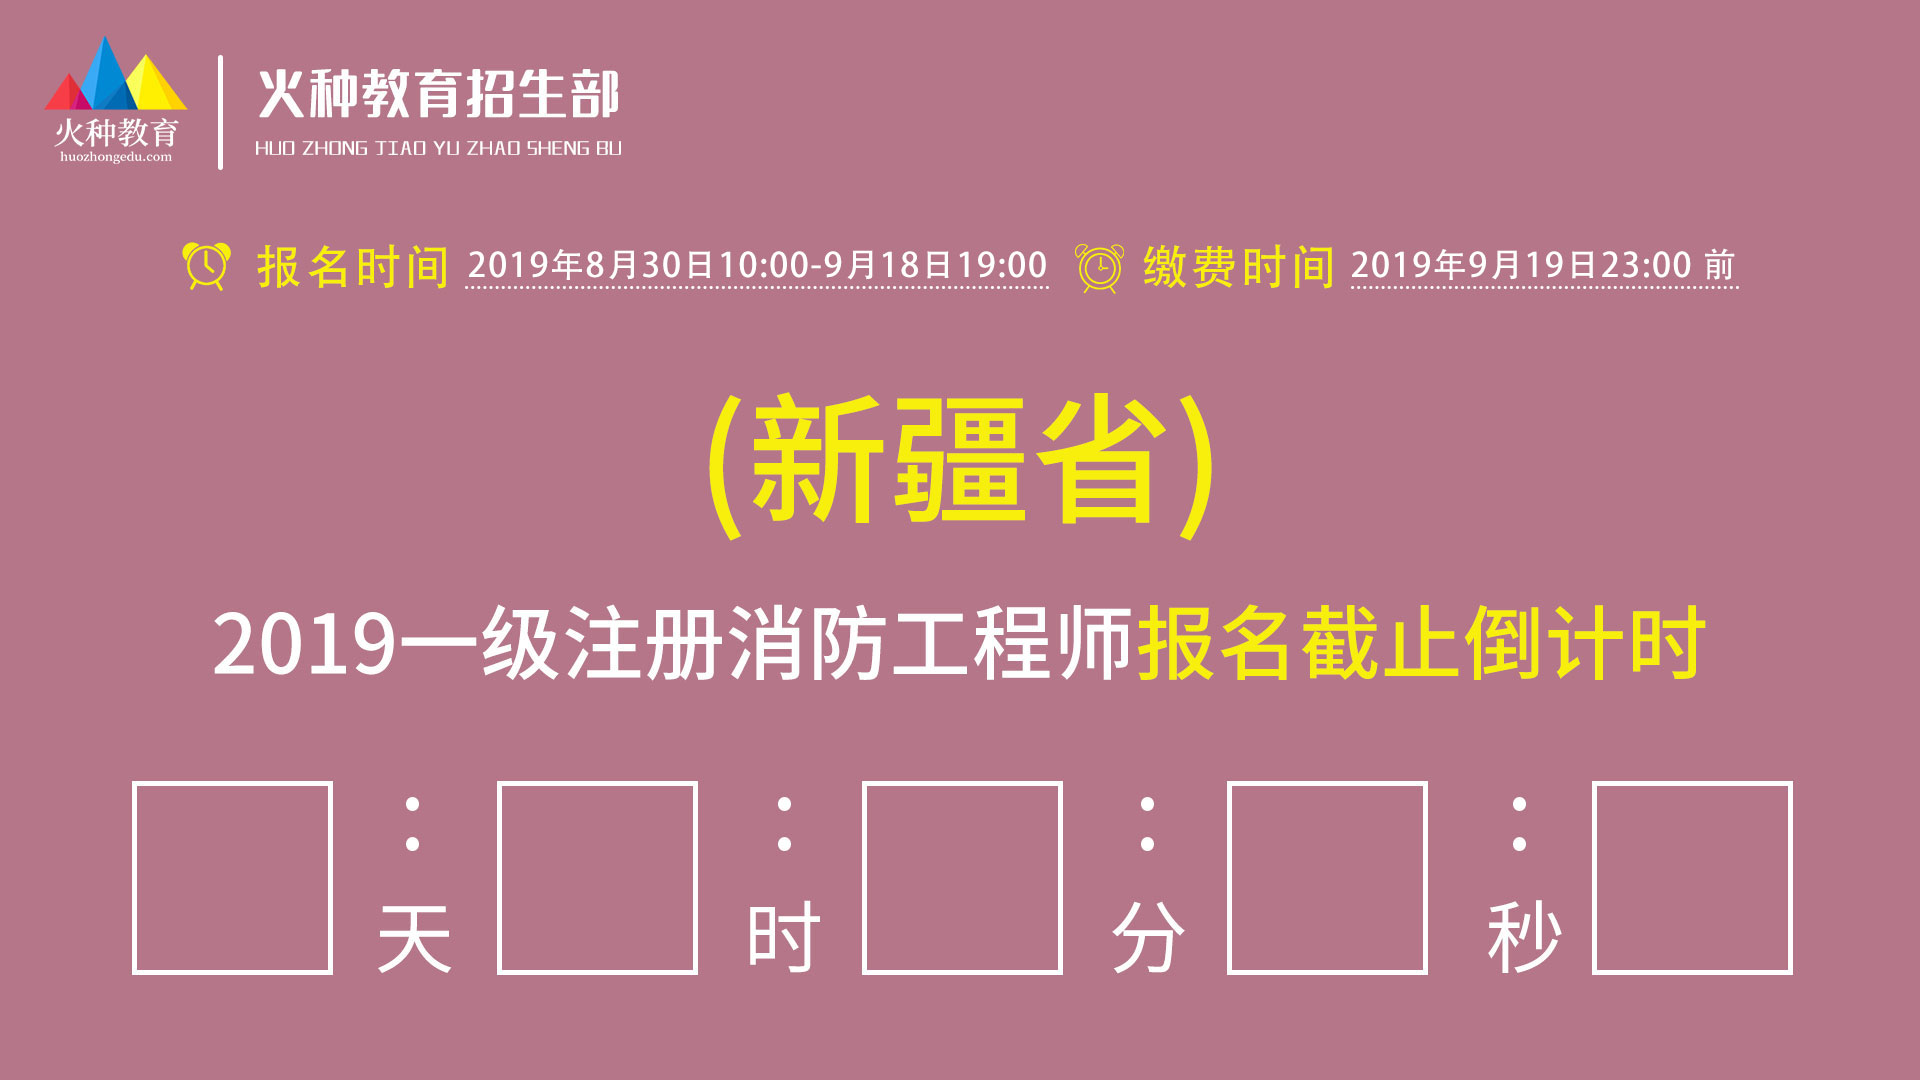 火种教育
huozhongedu.com
火种教育招生部
HUO ZHONG JIAO YU ZHAO SHENG BU
报名时间 2019年8月30日10:00-9月18日19:00 缴费时间 2019年9月19日23:00 前
(新疆省)
2019一级注册消防工程师报名截止倒计时
: : : :
天 时 分 秒